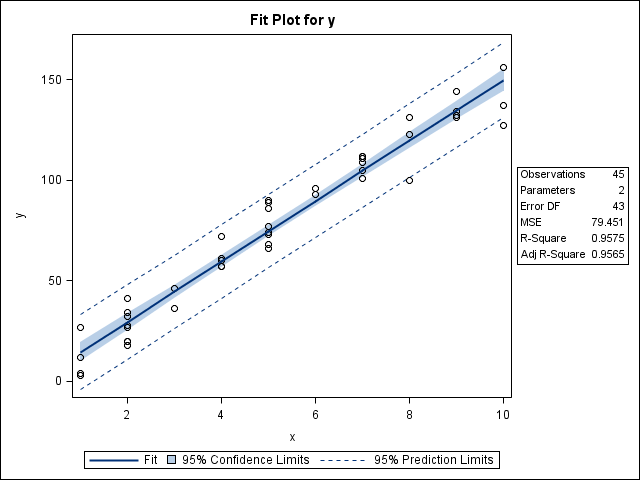 Fit Plot for y
150
100
50
0
y
2
4
6
8
10
x
Observations 45
Parameters 2
Error DF 43
MSE 79.451
R-Square 0.9575
Adj R-Square 0.9565
Fit 95% Confidence Limits 95% Prediction Limits